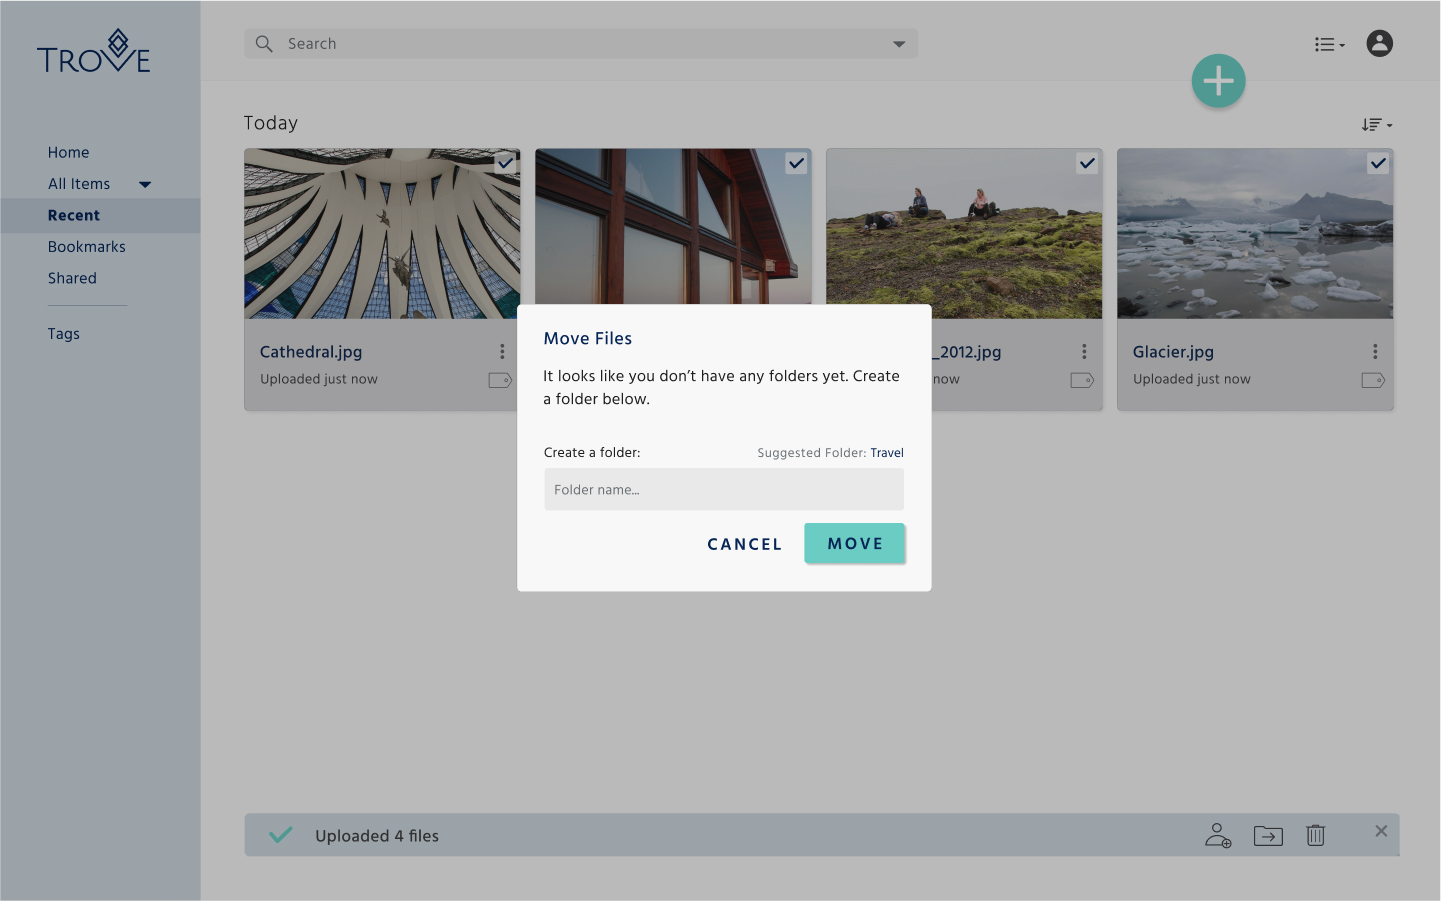 TROVE
Search
Home
All Items
Recent
Bookmarks
Shared
Tags
Today
Cathedral.jpg
Uploaded just now
_2012.jpg
now
Glacier.jpg
Uploaded just now
Move Files
It looks like you don’t have any folders yet. Create
a folder below.
Create a folder:
Suggested Folder: Travel
Folder name...
CANCEL
MOVE
Uploaded 4 files